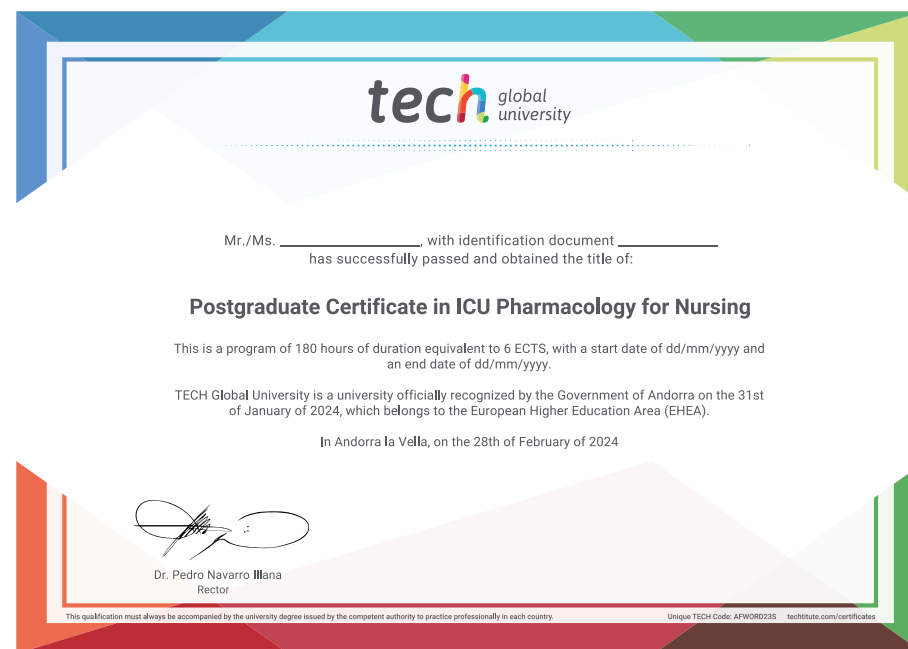 tech global university
Mr./Ms. ____________________, with identification document ______________
has successfully passed and obtained the title of:
Postgraduate Certificate in ICU Pharmacology for Nursing
This is a program of 180 hours of duration equivalent to 6 ECTS, with a start date of dd/mm/yyyy and
an end date of dd/mm/yyyy.
TECH Global University is a university officially recognized by the Government of Andorra on the 31st
of January of 2024, which belongs to the European Higher Education Area (EHEA).
In Andorra la Vella, on the 28th of February of 2024
Dr. Pedro Navarro Illana
Rector
This qualification must always be accompanied by the university degree issued by the competent authority to practice professionally in each country.
Unique TECH Code: AFWORD23S techtitute.com/certificates